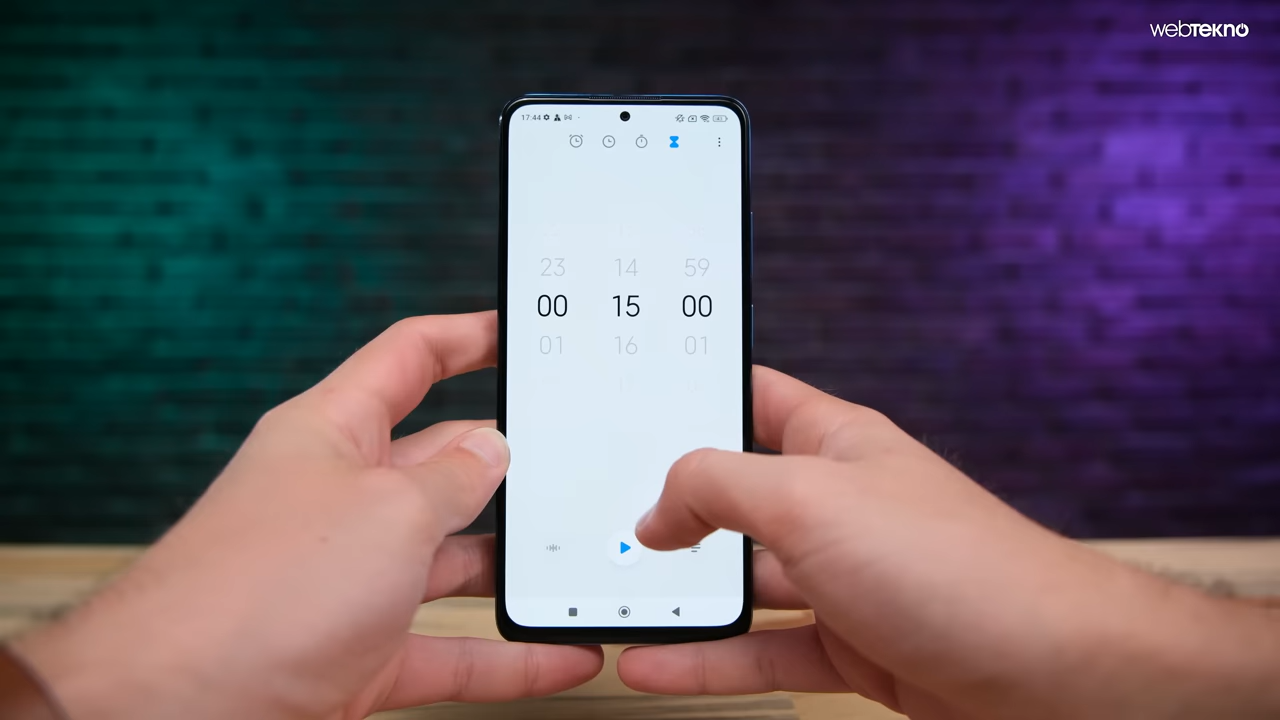 webtekno
17:44
23 14 59
00 15 00
01 16 01